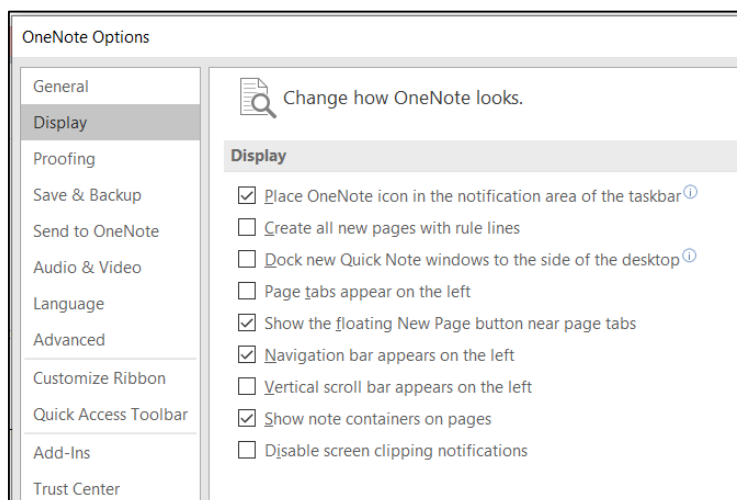 OneNote Options
General
Display
Proofing
Save & Backup
Send to OneNote
Audio & Video
Language
Advanced
Customize Ribbon
Quick Access Toolbar
Add-Ins
Trust Center
Change how OneNote looks.
Display
Place OneNote icon in the notification area of the taskbar
Create all new pages with rule lines
Dock new Quick Note windows to the side of the desktop
Page tabs appear on the left
Show the floating New Page button near page tabs
Navigation bar appears on the left
Vertical scroll bar appears on the left
Show note containers on pages
Disable screen clipping notifications